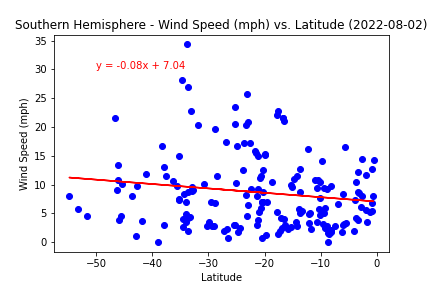 Southern Hemisphere - Wind Speed (mph) vs. Latitude (2022-08-02)
35
30
25
20
15
10
5
0
Wind Speed (mph)
y = -0.08x + 7.04
−50 −40 −30 −20 −10 0
Latitude